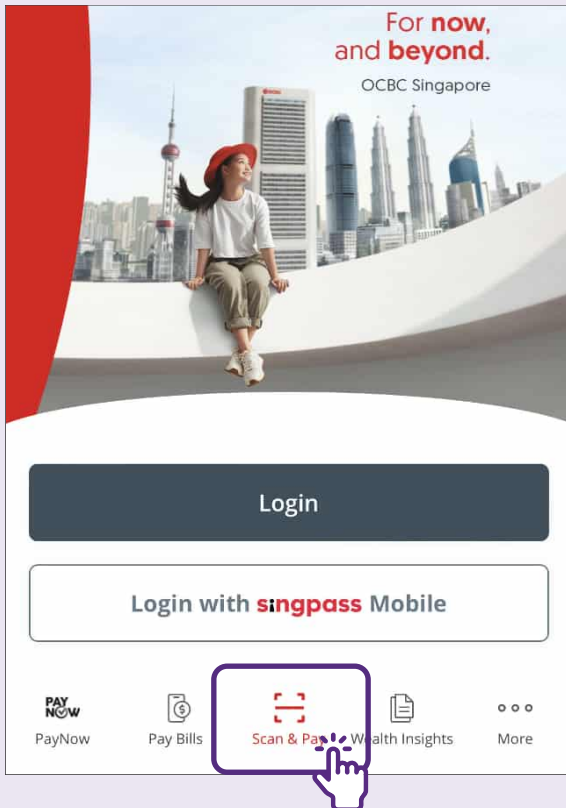 For now,
and beyond.
OCBC Singapore
Login
Login with singpass Mobile
PAY
NOW
PayNow
Pay Bills
Scan & Pay
Wealth Insights
More